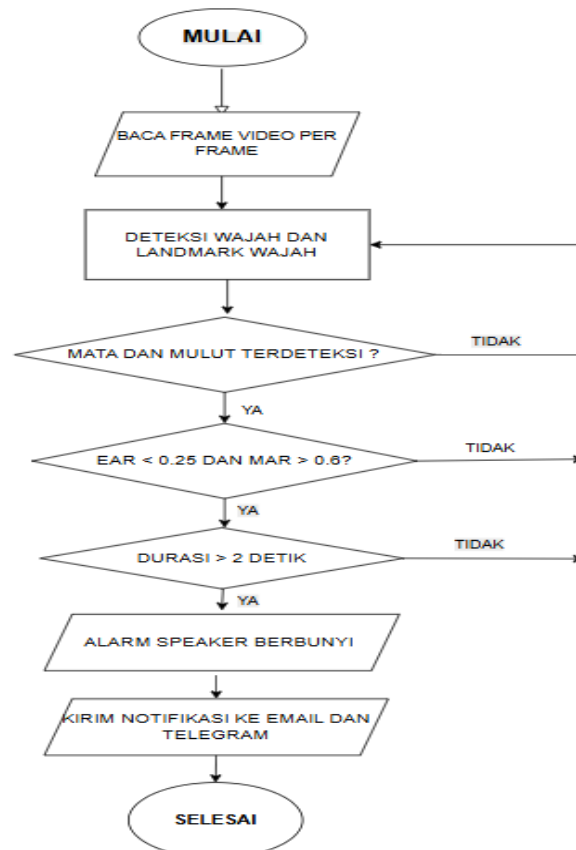 MULAI
BACA FRAME VIDEO PER
FRAME
DETEKSI WAJAH DAN
LANDMARK WAJAH
MATA DAN MULUT TERDETEKSI ?
TIDAK
YA
EAR < 0.25 DAN MAR > 0.6?
TIDAK
YA
DURASI > 2 DETIK
TIDAK
YA
ALARM SPEAKER BERBUNYI
KIRIM NOTIFIKASI KE EMAIL DAN
TELEGRAM
SELESAI